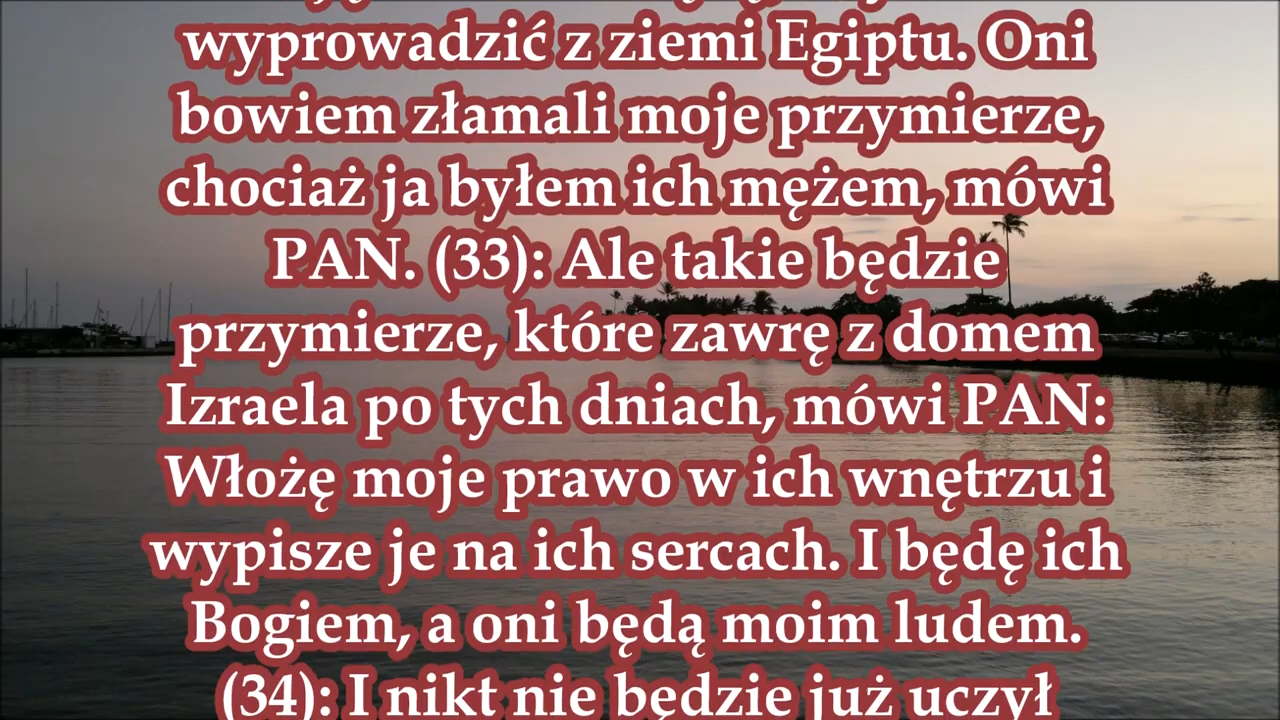 wyprowadzić z ziemi Egiptu. Oni
bowiem złamali moje przymierze,
chociaż ja byłem ich mężem, mówi
PAN. (33): Ale takie będzie
przymierze, które zawrę z domem
Izraela po tych dniach, mówi PAN:
Włożę moje prawo w ich wnętrzu i
wypisze je na ich sercach. I będę ich
Bogiem, a oni będą moim ludem.
(34): I nikt nie będzie już uczył